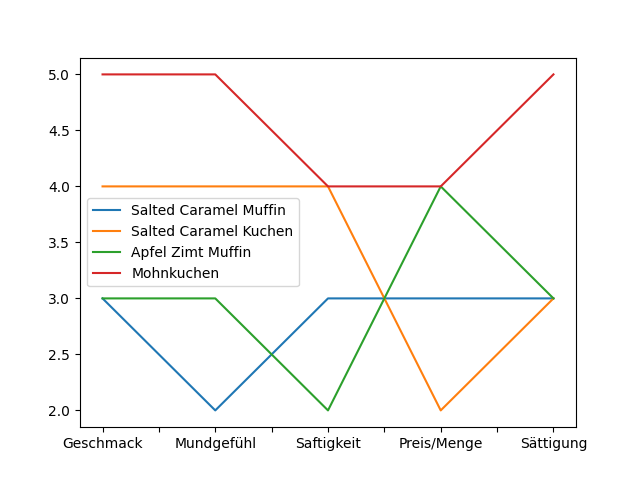 5.0
4.5
4.0
3.5
3.0
2.5
2.0
Salted Caramel Muffin
Salted Caramel Kuchen
Apfel Zimt Muffin
Mohnkuchen
Geschmack Mundgefühl Saftigkeit Preis/Menge Sättigung